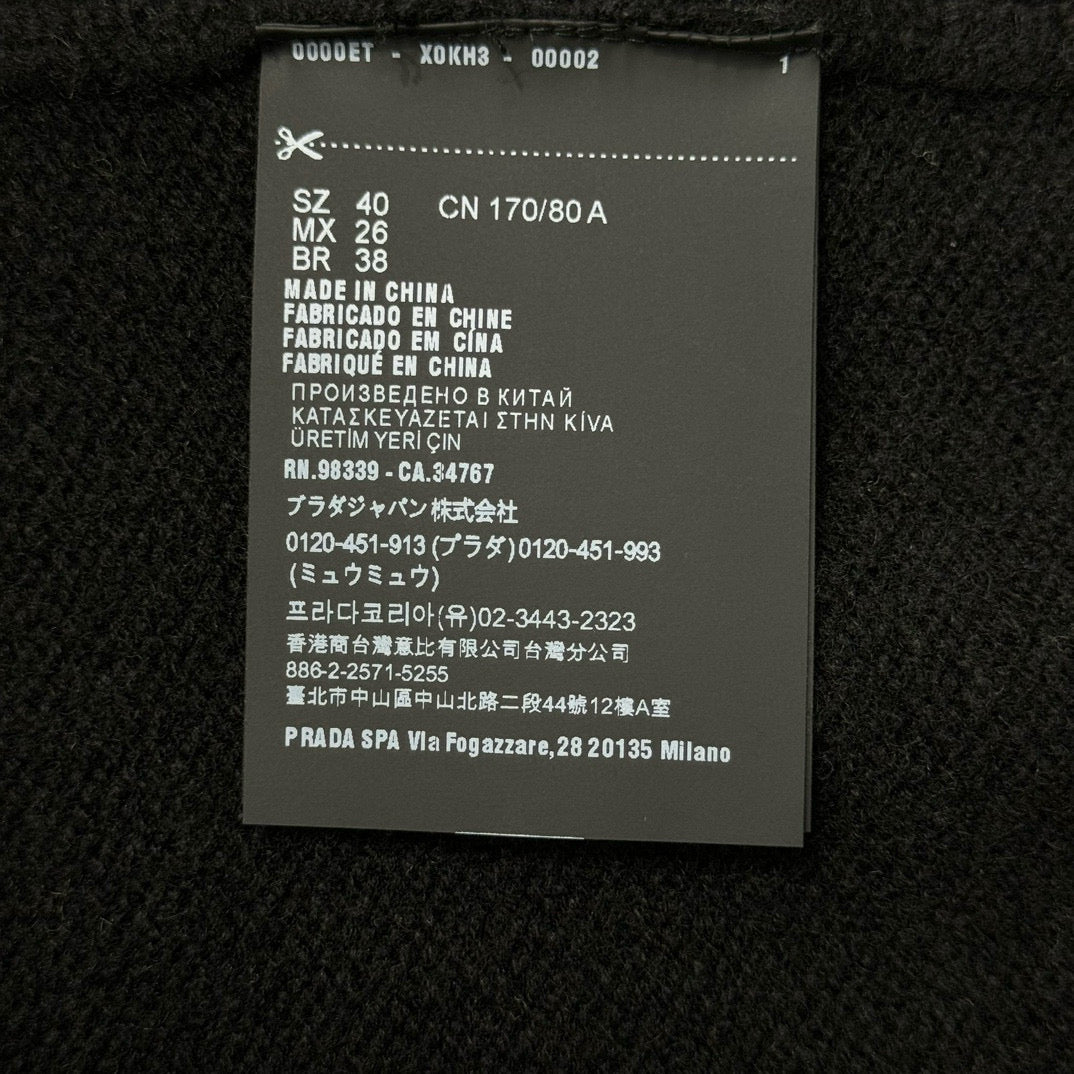 0000ET - X0KH3 - 00002 1
SZ 40 CN 170/80 A
MX 26
BR 38
MADE IN CHINA
FABRICADO EN CHINE
FABRICADO EM CÍNA
FABRIQUÉ EN CHINA
ПРОИЗВЕДЕНО В КИТАЙ
ΚΑΤΑΣΚΕΥΑΖΕΤΑΙ ΣΤΗΝ ΚÍVA
ÜRETİM YERİ ÇIN
RN.98339 - CA.34767
プラダジャパン株式会社
0120-451-913 (プラダ)0120-451-993
(ミュウミュウ)
프라다코리아(유)02-3443-2323
香港商台灣意比有限公司台灣分公司
886-2-2571-5255
臺北市中山區中山北路二段44號12樓A室
PRADA SPA VIa Fogazzare,28 20135 Milano